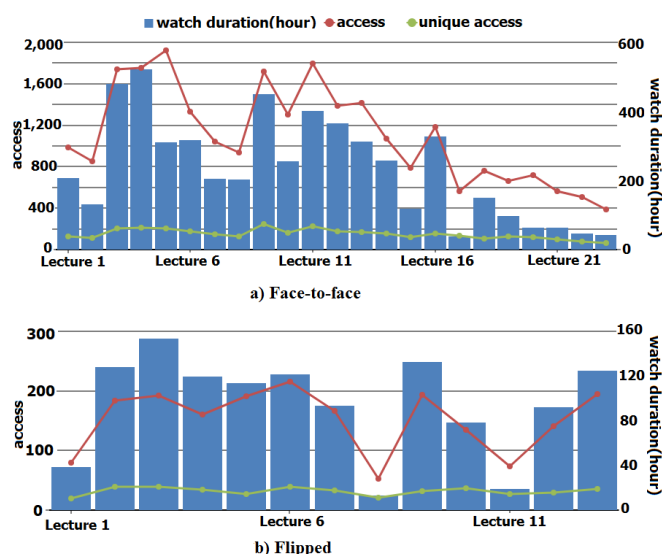 watch duration(hour) access unique access
2,000
1,600
1,200
800
400
0
access
600
400
200
0
watch duration(hour)
Lecture 1 Lecture 6 Lecture 11 Lecture 16 Lecture 21
a) Face-to-face
300
200
100
0
access
160
120
80
40
0
watch duration(hour)
Lecture 1 Lecture 6 Lecture 11
b) Flipped